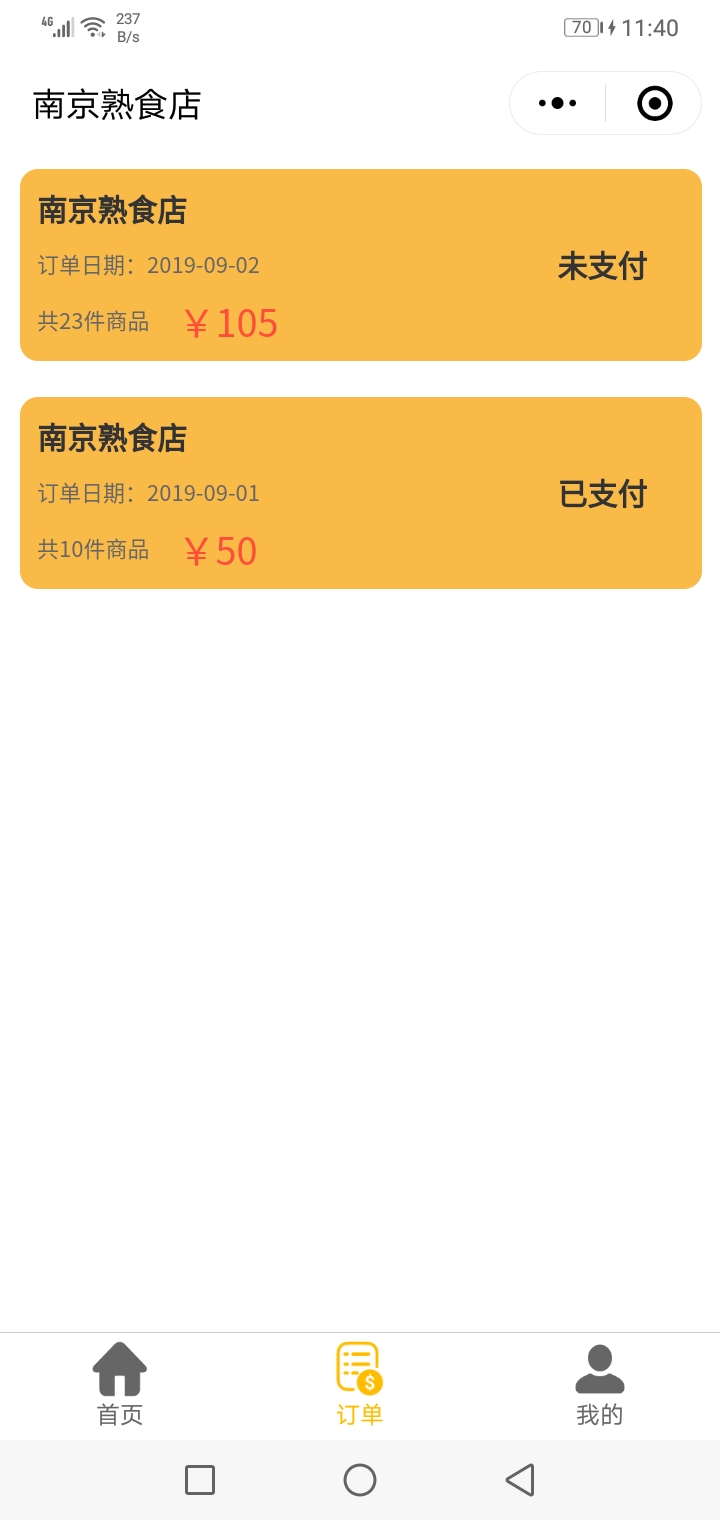 4G 237 B/s 70 11:40
南京熟食店
南京熟食店
订单日期：2019-09-02
未支付
共23件商品 ￥105
南京熟食店
订单日期：2019-09-01
已支付
共10件商品 ￥50
首页 订单 我的